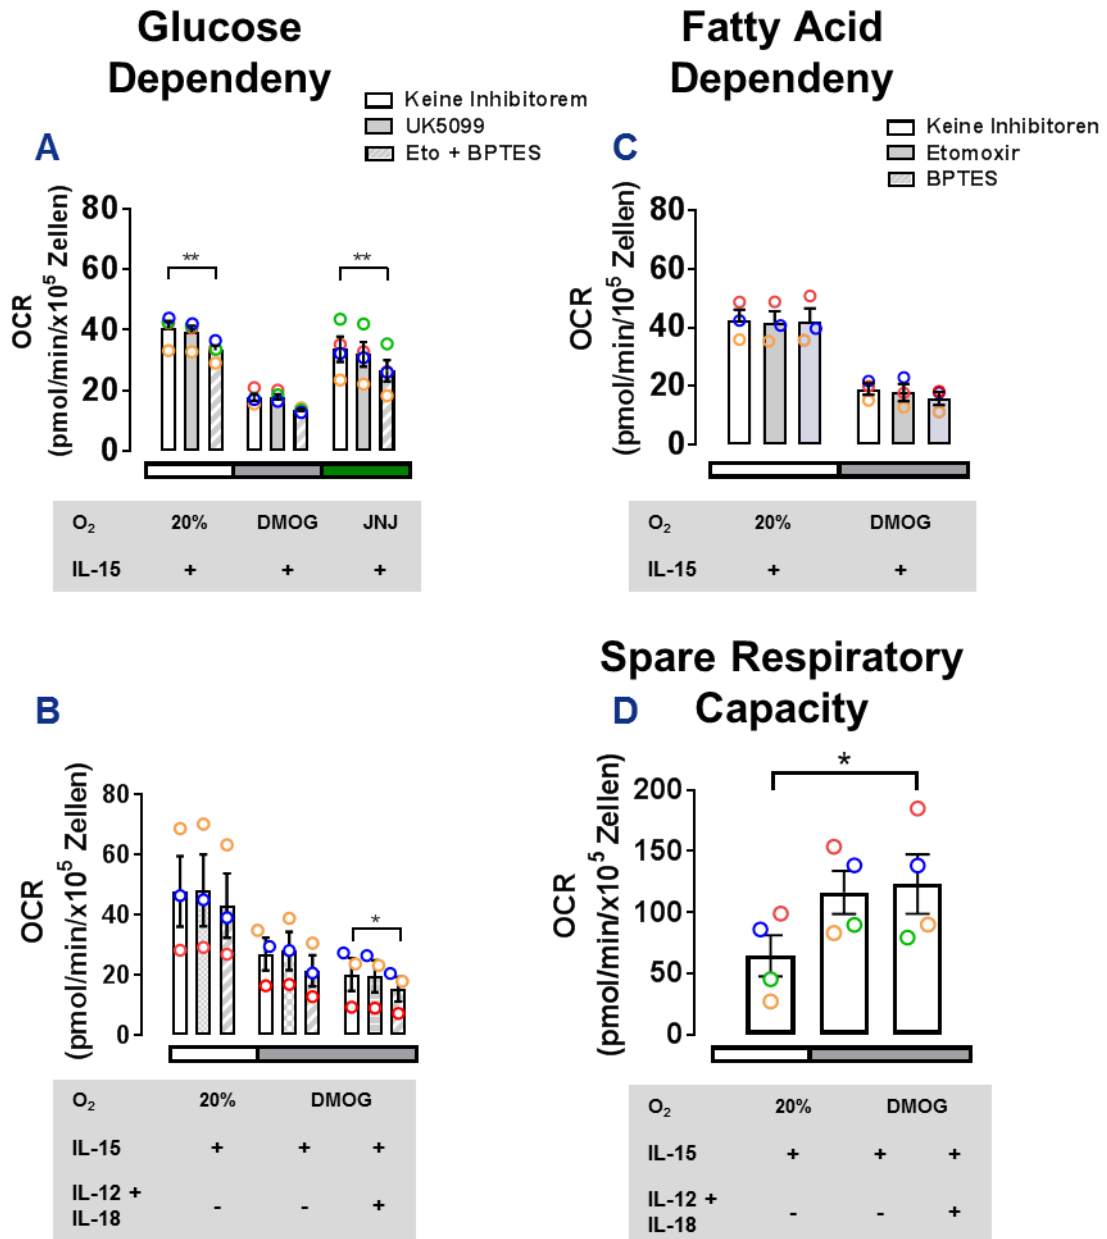 Glucose
Dependeny
Keine Inhibitorem
UK5099
Eto + BPTES
A
OCR
(pmol/min/x10⁵ Zellen)
80
60
40
20
0
**
**
O₂ 20% DMOG JNJ
IL-15 + + +
Fatty Acid
Dependeny
Keine Inhibitoren
Etomoxir
BPTES
C
OCR
(pmol/min/10⁵ Zellen)
80
60
40
20
0
O₂ 20% DMOG
IL-15 + +
B
OCR
(pmol/min/x10⁵ Zellen)
80
60
40
20
0
*
O₂ 20% DMOG
IL-15 + + +
IL-12 +
IL-18 - - +
Spare Respiratory
Capacity
D
OCR
(pmol/min/x10⁵ Zellen)
200
150
100
50
0
*
O₂ 20% DMOG
IL-15 + + +
IL-12 +
IL-18 - - +